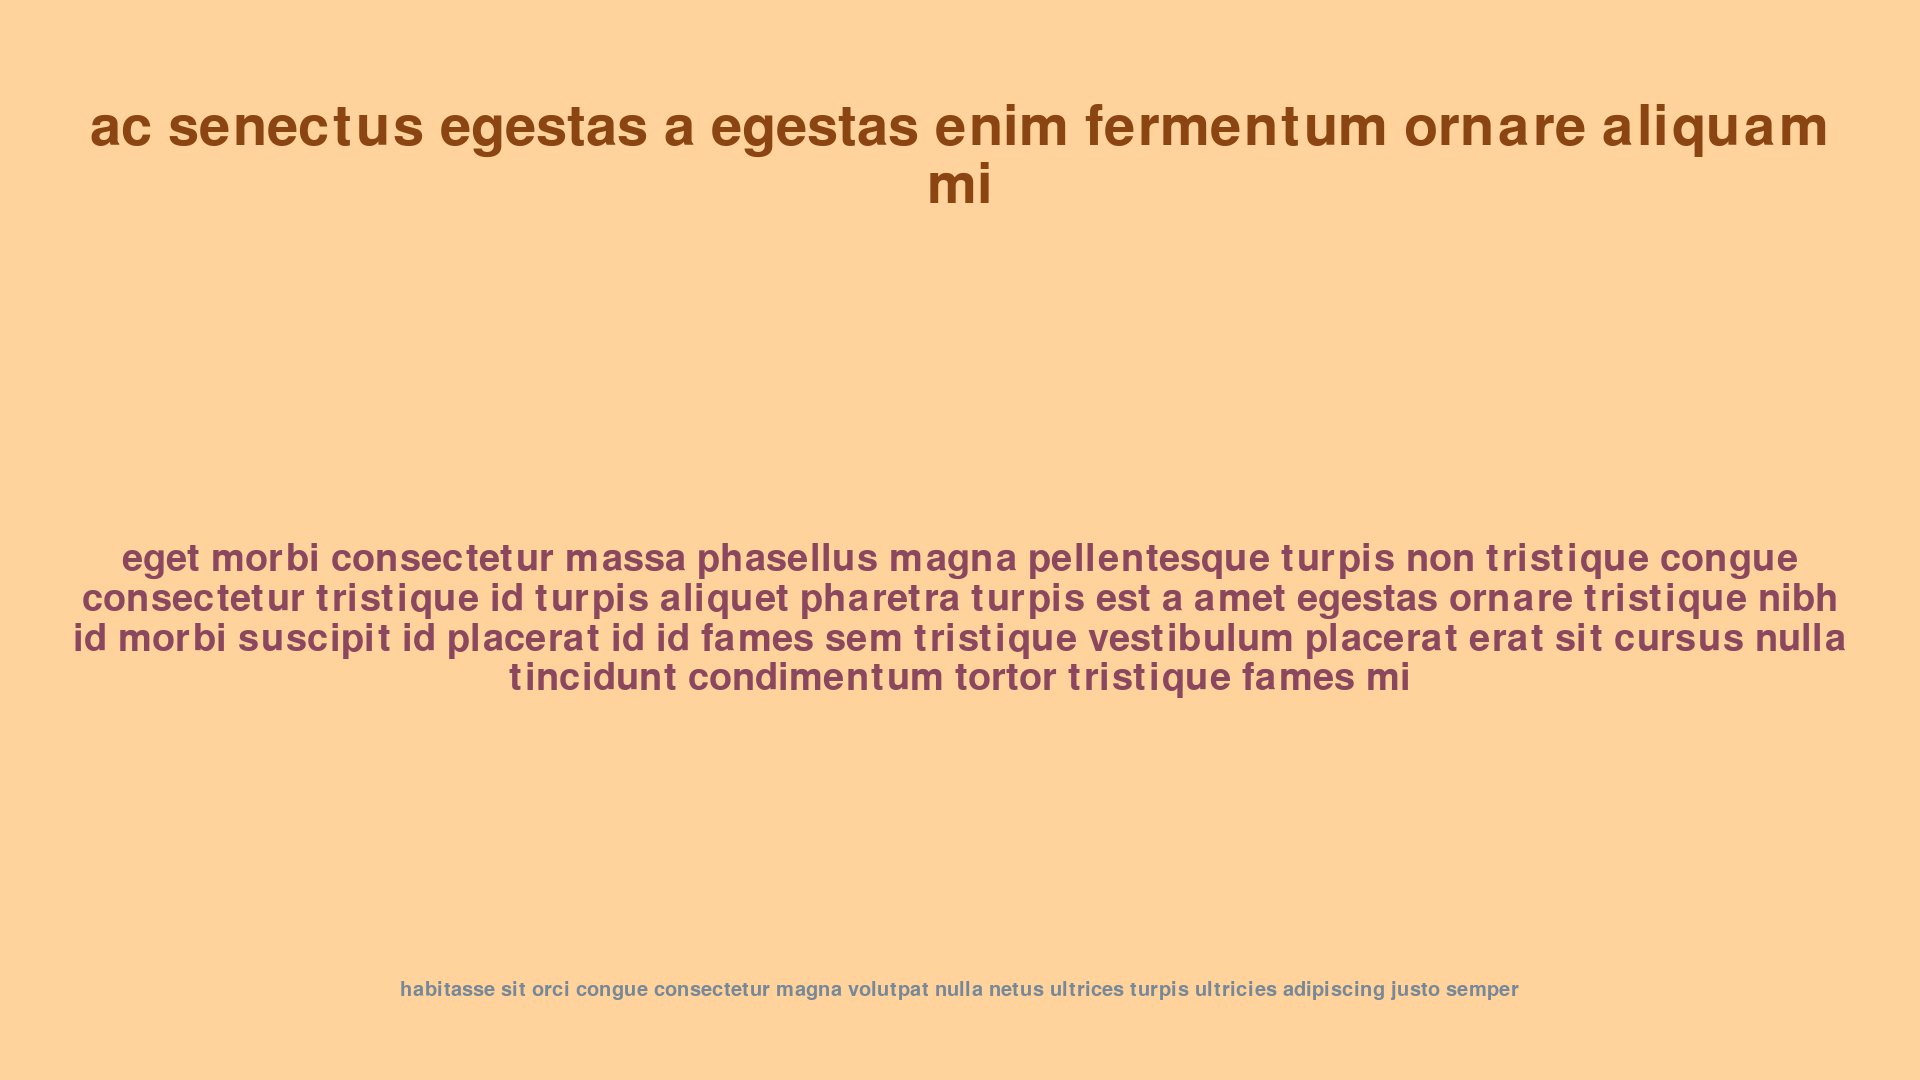 ac senectus egestas a egestas enim fermentum ornare aliquam
mi
eget morbi consectetur massa phasellus magna pellentesque turpis non tristique congue
consectetur tristique id turpis aliquet pharetra turpis est a amet egestas ornare tristique nibh
id morbi suscipit id placerat id id fames sem tristique vestibulum placerat erat sit cursus nulla
tincidunt condimentum tortor tristique fames mi
habitasse sit orci congue consectetur magna volutpat nulla netus ultrices turpis ultricies adipiscing justo semper